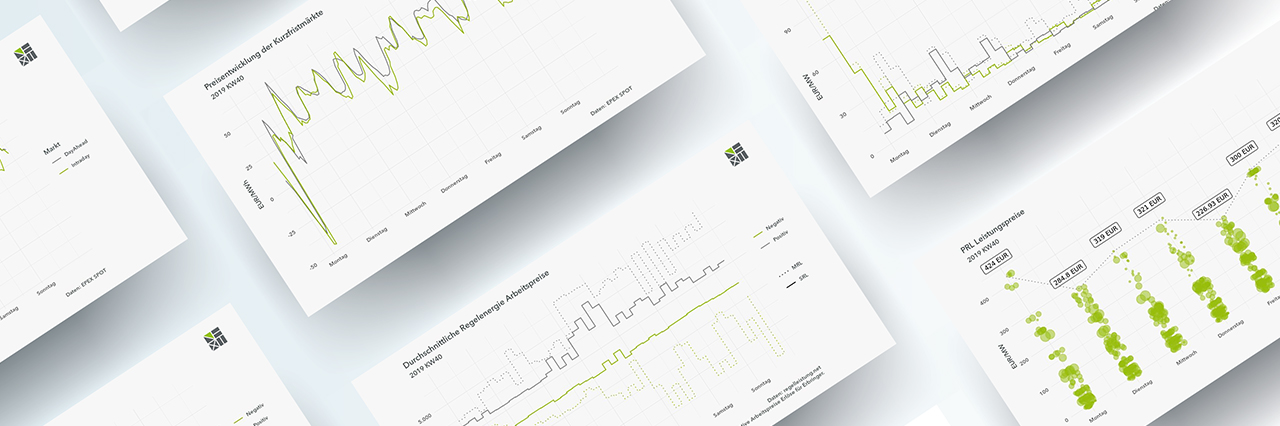 Markt
DayAhead
Intraday
Samstag
Sonntag
Daten: EPEX SPOT
Negativ
Positiv
Preisentwicklung der Kurzfristmärkte
2019 KW40
EUR/MWh
50
25
0
-25
-50
Montag
Dienstag
Mittwoch
Donnerstag
Freitag
Samstag
Sonntag
Daten: EPEX SPOT
Durchschnittliche Regelenergie Arbeitspreise
2019 KW40
5.000
Negativ
Positiv
MRL
SRL
Samstag
Sonntag
Daten: regelleistung.net
Arbeitspreise Erlöse für Erbringer.
EUR/MW
90
60
30
0
Montag
Dienstag
Mittwoch
Donnerstag
Freitag
Samstag
PRL Leistungspreise
2019 KW40
424 EUR
284.8 EUR
319 EUR
321 EUR
226.93 EUR
300 EUR
EUR/MW
400
300
200
100
0
Montag
Dienstag
Mittwoch
Donnerstag